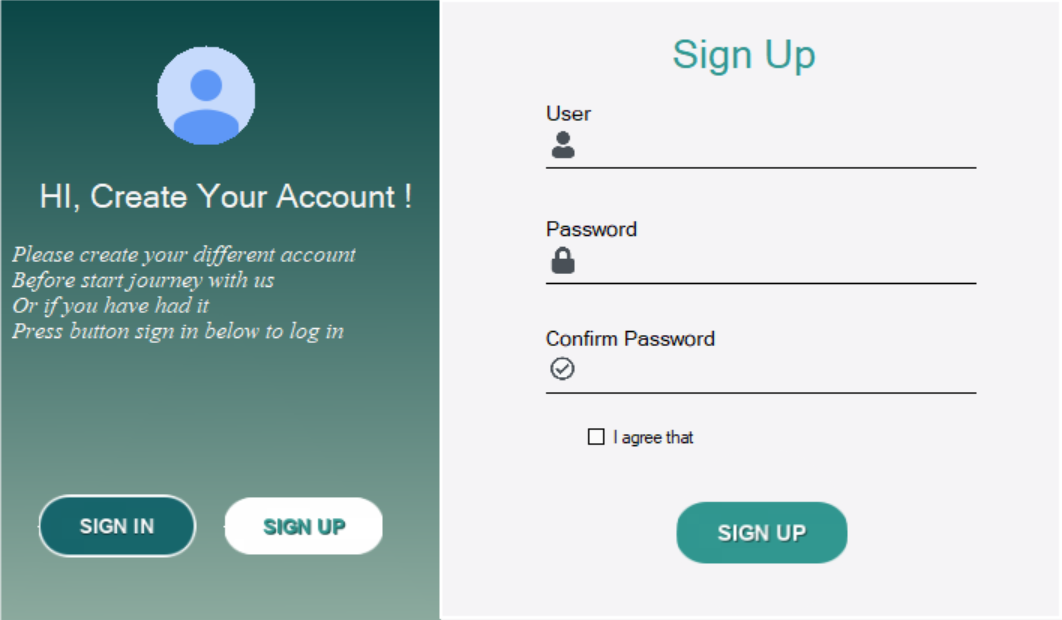 HI, Create Your Account !
Please create your different account
Before start journey with us
Or if you have had it
Press button sign in below to log in
SIGN IN
SIGN UP
Sign Up
User
Password
Confirm Password
I agree that
SIGN UP